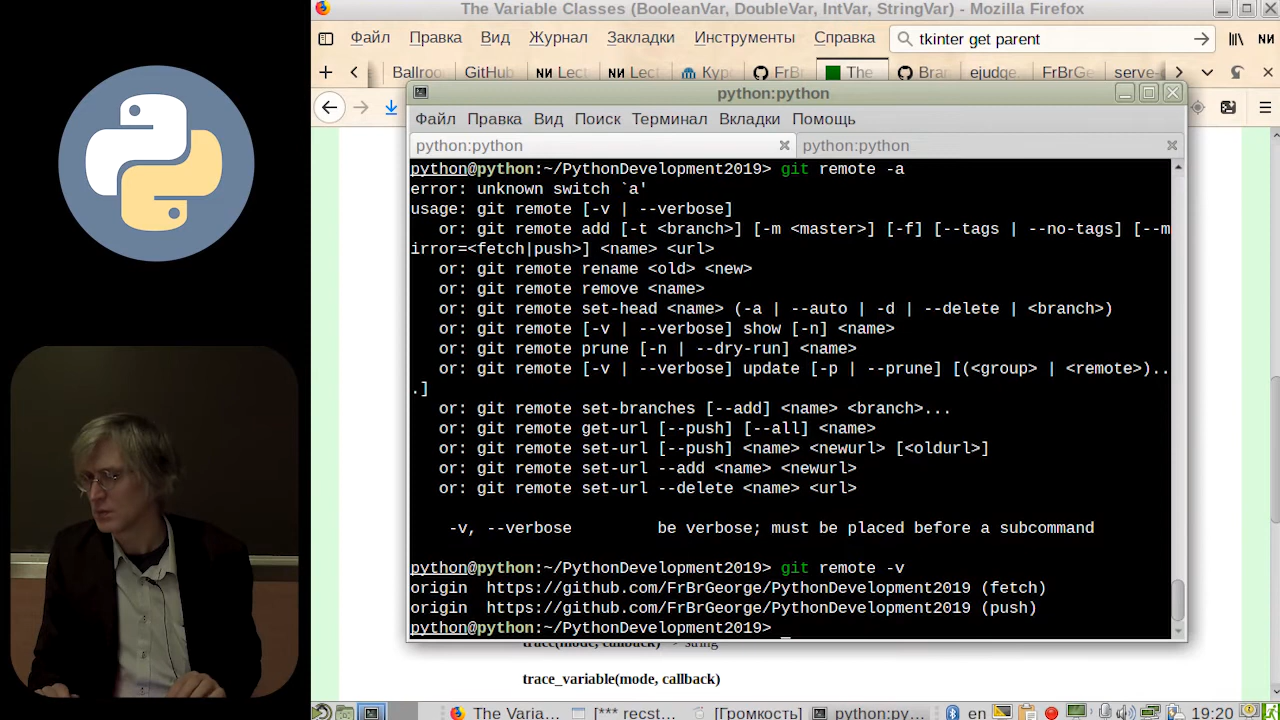 The Variable Classes (BooleanVar, DoubleVar, IntVar, StringVar) - Mozilla Firefox
Файл Правка Вид Журнал Закладки Инструменты Справка tkinter get parent
Ballroo GitHub Lect Lect Курс FrBr The Bran ejudge FrBrGe serve-
python:python
Файл Правка Вид Поиск Терминал Вкладки Помощь
python:python python:python
python@python:~/PythonDevelopment2019> git remote -a
error: unknown switch `a'
usage: git remote [-v | --verbose]
or: git remote add [-t <branch>] [-m <master>] [-f] [--tags | --no-tags] [--m
irror=<fetch|push>] <name> <url>
or: git remote rename <old> <new>
or: git remote remove <name>
or: git remote set-head <name> (-a | --auto | -d | --delete | <branch>)
or: git remote [-v | --verbose] show [-n] <name>
or: git remote prune [-n | --dry-run] <name>
or: git remote [-v | --verbose] update [-p | --prune] [(<group> | <remote>)..
.]
or: git remote set-branches [--add] <name> <branch>...
or: git remote get-url [--push] [--all] <name>
or: git remote set-url [--push] <name> <newurl> [<oldurl>]
or: git remote set-url --add <name> <newurl>
or: git remote set-url --delete <name> <url>
-v, --verbose be verbose; must be placed before a subcommand
python@python:~/PythonDevelopment2019> git remote -v
origin https://github.com/FrBrGeorge/PythonDevelopment2019 (fetch)
origin https://github.com/FrBrGeorge/PythonDevelopment2019 (push)
python@python:~/PythonDevelopment2019>
trace(mode, callback) -> string
trace_variable(mode, callback)
The Varia... [*** recst... [Громкость] python:py... en 19:20